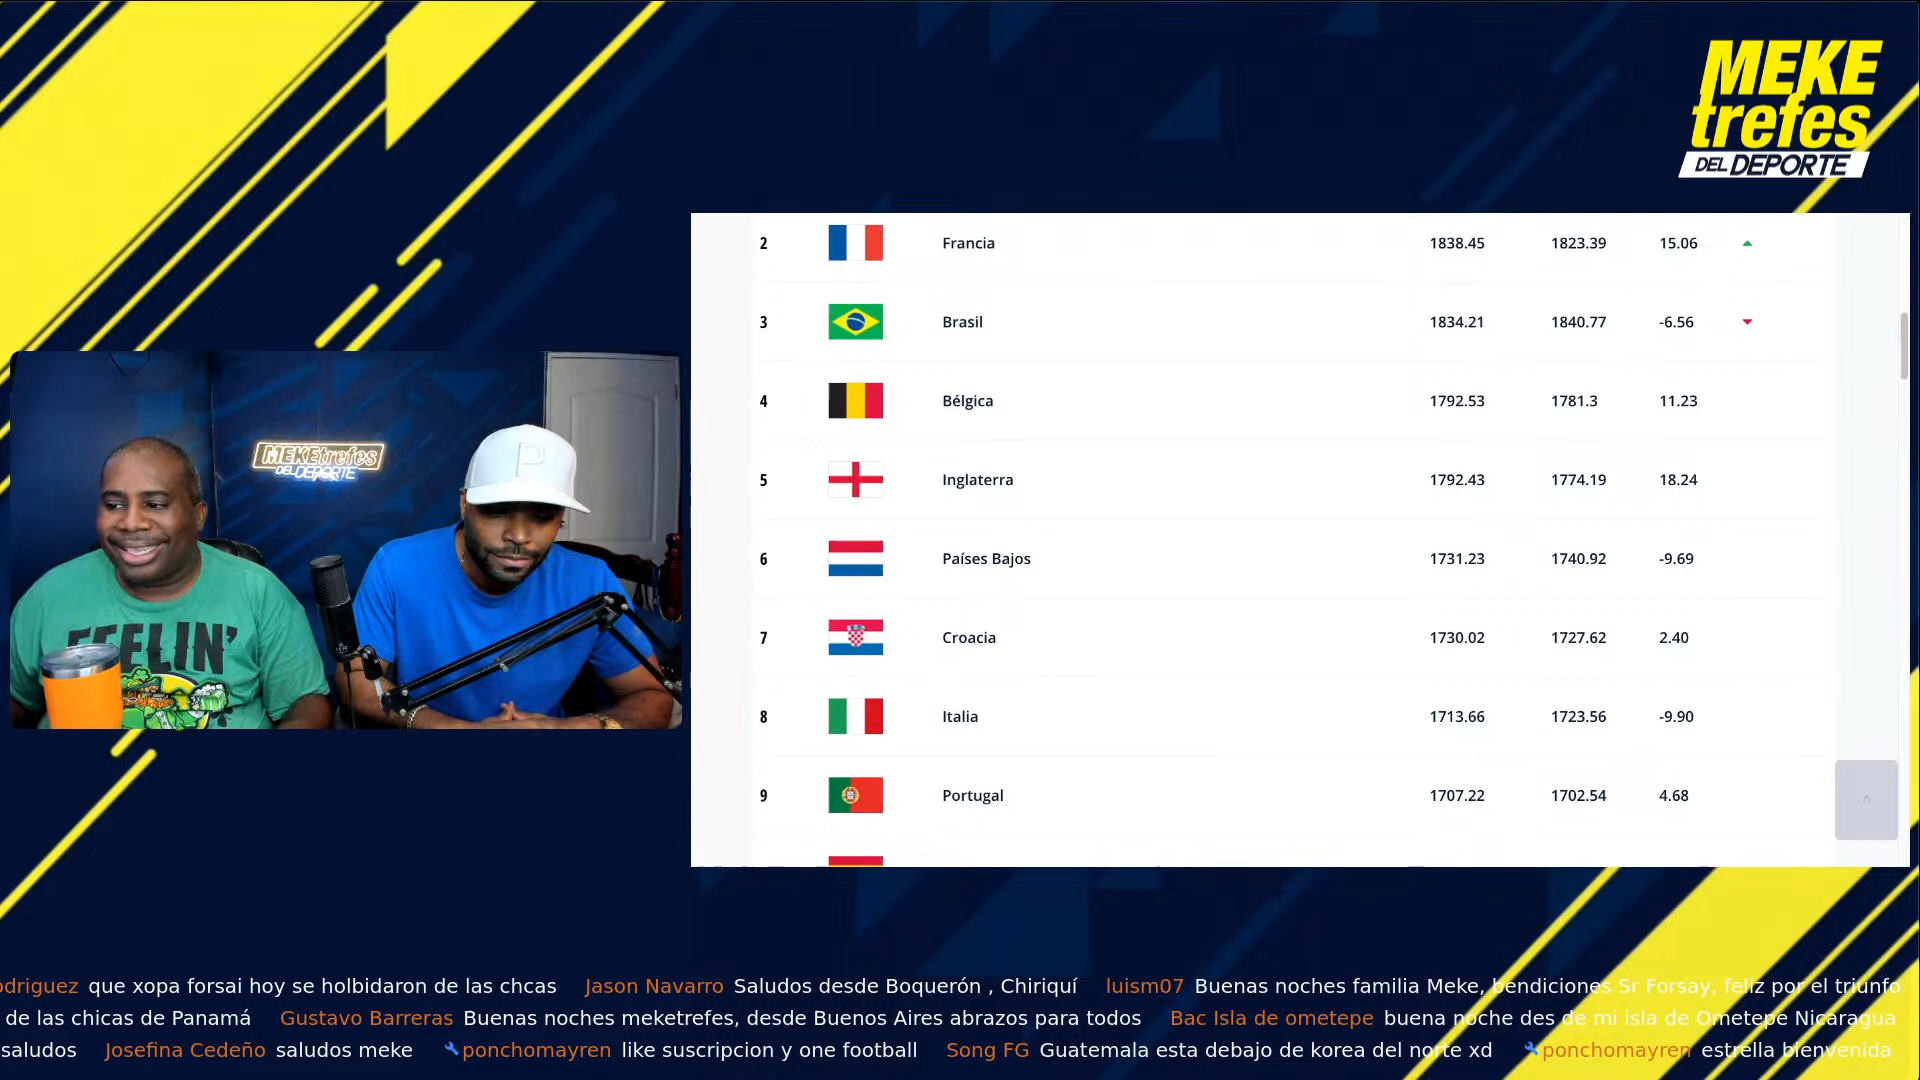 MEKE
trefes
DEL DEPORTE
2 Francia 1838.45 1823.39 15.06
3 Brasil 1834.21 1840.77 -6.56
4 Bélgica 1792.53 1781.3 11.23
5 Inglaterra 1792.43 1774.19 18.24
6 Países Bajos 1731.23 1740.92 -9.69
7 Croacia 1730.02 1727.62 2.40
8 Italia 1713.66 1723.56 -9.90
9 Portugal 1707.22 1702.54 4.68
MEKEtrefes
DEL DEPORTE
P
FEELIN'
odriguez que xopa forsai hoy se holbidaron de las chcas Jason Navarro Saludos desde Boquerón , Chiriquí luism07 Buenas noches familia Meke, bendiciones Sr Forsay, feliz por el triunfo
de las chicas de Panamá Gustavo Barreras Buenas noches meketrefes, desde Buenos Aires abrazos para todos Bac Isla de ometepe buena noche des de mi isla de Ometepe Nicaragua
saludos Josefina Cedeño saludos meke ponchomayren like suscripcion y one football Song FG Guatemala esta debajo de korea del norte xd ponchomayren estrella bienvenida